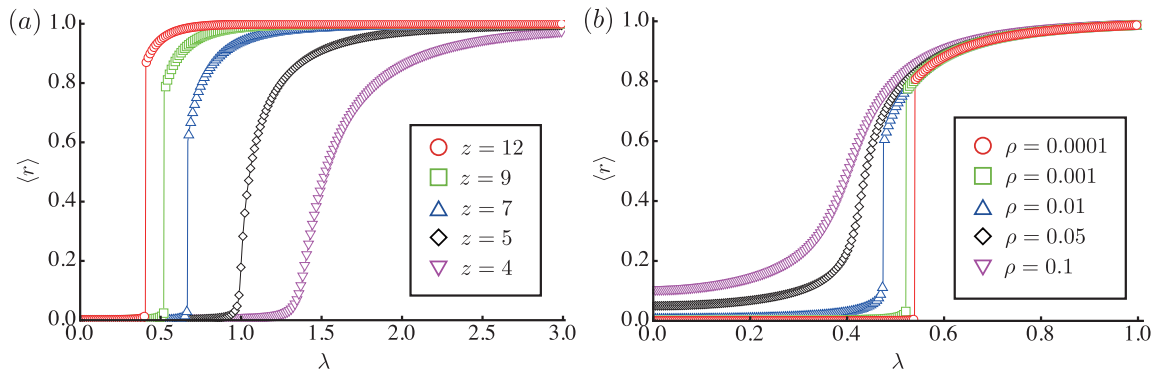 (a)
1.0
0.8
0.6
0.4
0.2
0.0
⟨r⟩
0.0 0.5 1.0 1.5 2.0 2.5 3.0
λ
z = 12
z = 9
z = 7
z = 5
z = 4
(b)
1.0
0.8
0.6
0.4
0.2
0.0
⟨r⟩
0.0 0.2 0.4 0.6 0.8 1.0
λ
ρ = 0.0001
ρ = 0.001
ρ = 0.01
ρ = 0.05
ρ = 0.1